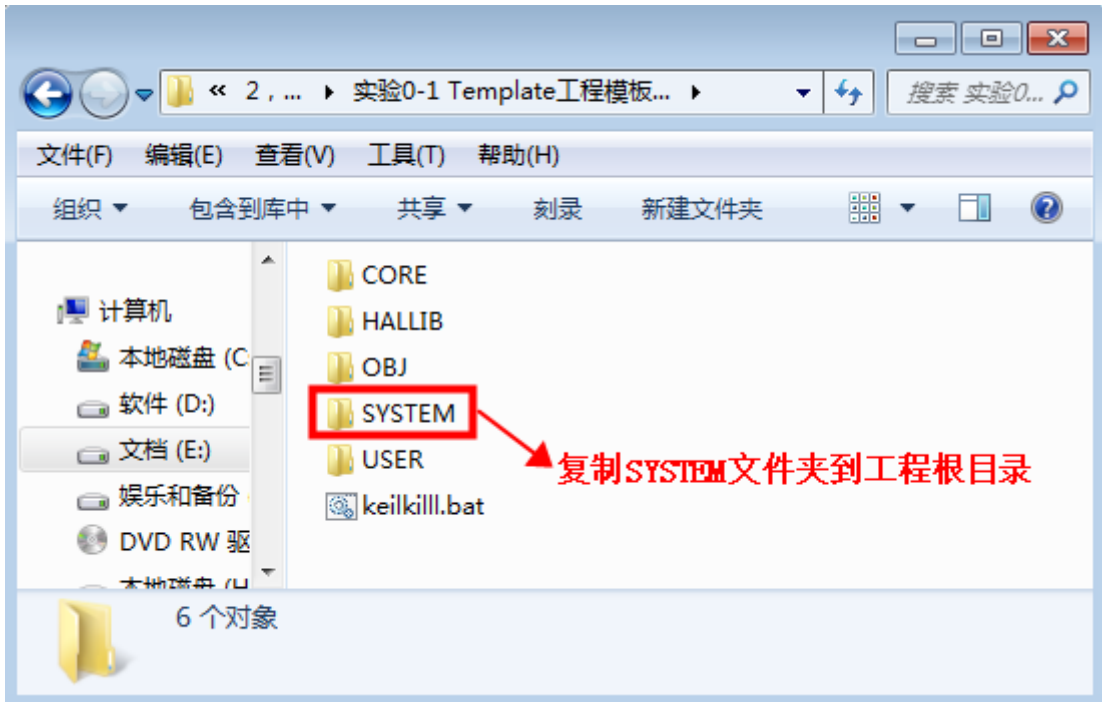 « 2 , ... ▸ 实验0-1 Template工程模板... ▸
搜索 实验0...
文件(F) 编辑(E) 查看(V) 工具(T) 帮助(H)
组织 包含到库中 共享 刻录 新建文件夹
计算机
本地磁盘 (C
软件 (D:)
文档 (E:)
娱乐和备份
DVD RW 驱
本地磁盘 (H
CORE
HALLIB
OBJ
SYSTEM
USER
keilkilll.bat
复制SYSTEM文件夹到工程根目录
6 个对象